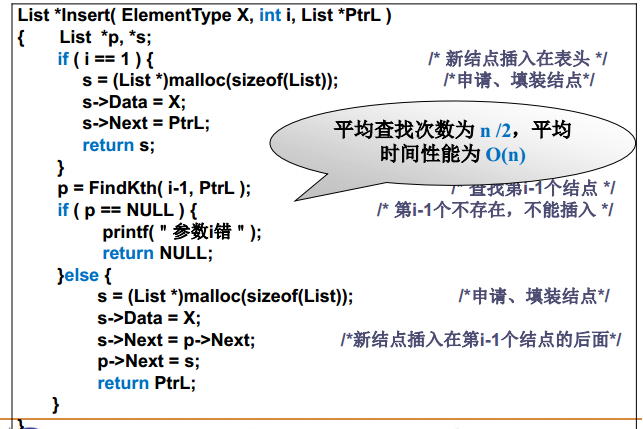 List *Insert( ElementType X, int i, List *PtrL )
{ List *p, *s;
if ( i == 1 ) { /* 新结点插入在表头 */
s = (List *)malloc(sizeof(List)); /*申请、填装结点*/
s->Data = X;
s->Next = PtrL;
return s;
}
平均查找次数为 n /2，平均
时间性能为 O(n)
p = FindKth( i-1, PtrL ); /* 查找第i-1个结点 */
if ( p == NULL ) { /* 第i-1个不存在，不能插入 */
printf( " 参数i错 " );
return NULL;
}else {
s = (List *)malloc(sizeof(List)); /*申请、填装结点*/
s->Data = X;
s->Next = p->Next; /*新结点插入在第i-1个结点的后面*/
p->Next = s;
return PtrL;
}
}